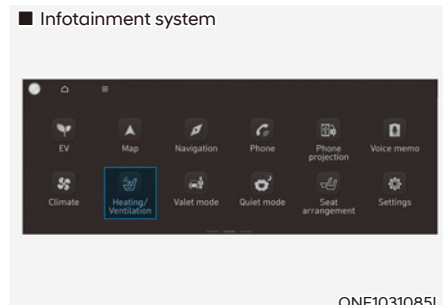 ■ Infotainment system
EV
Map
Navigation
Phone
Phone
projection
Voice memo
Climate
Heating/
Ventilation
Valet mode
Quiet mode
Seat
arrangement
Settings
ONE1031085L